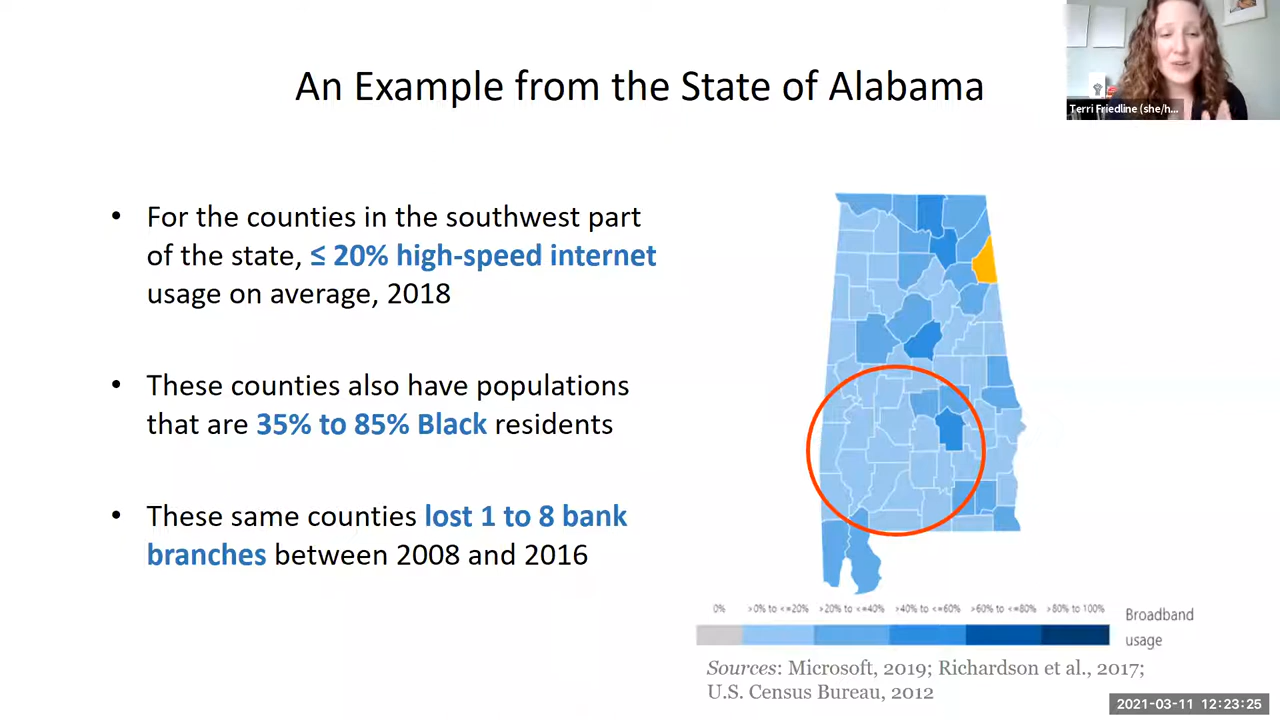 An Example from the State of Alabama
Terri Friedline (she/h...
• For the counties in the southwest part
of the state, ≤ 20% high-speed internet
usage on average, 2018
• These counties also have populations
that are 35% to 85% Black residents
• These same counties lost 1 to 8 bank
branches between 2008 and 2016
0% >0% to <=20% >20% to <=40% >40% to <=60% >60% to <=80% >80% to 100%
Broadband
usage
Sources: Microsoft, 2019; Richardson et al., 2017;
U.S. Census Bureau, 2012
2021-03-11 12:23:25